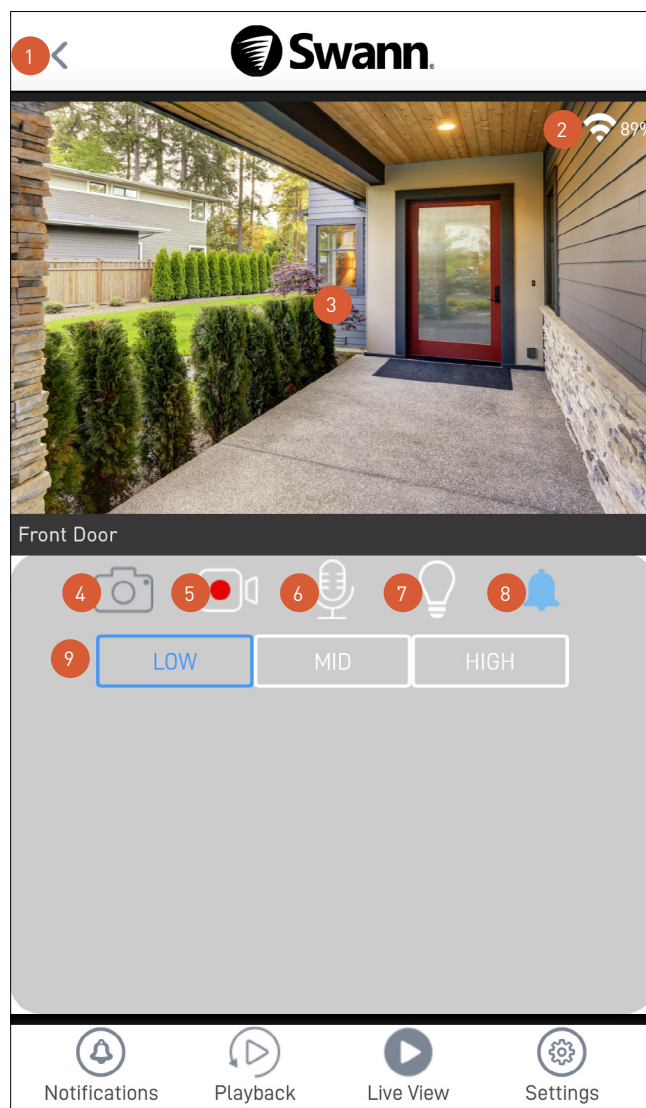 1
Swann
2
89%
3
Front Door
4
5
6
7
8
9
LOW
MID
HIGH
Notifications
Playback
Live View
Settings